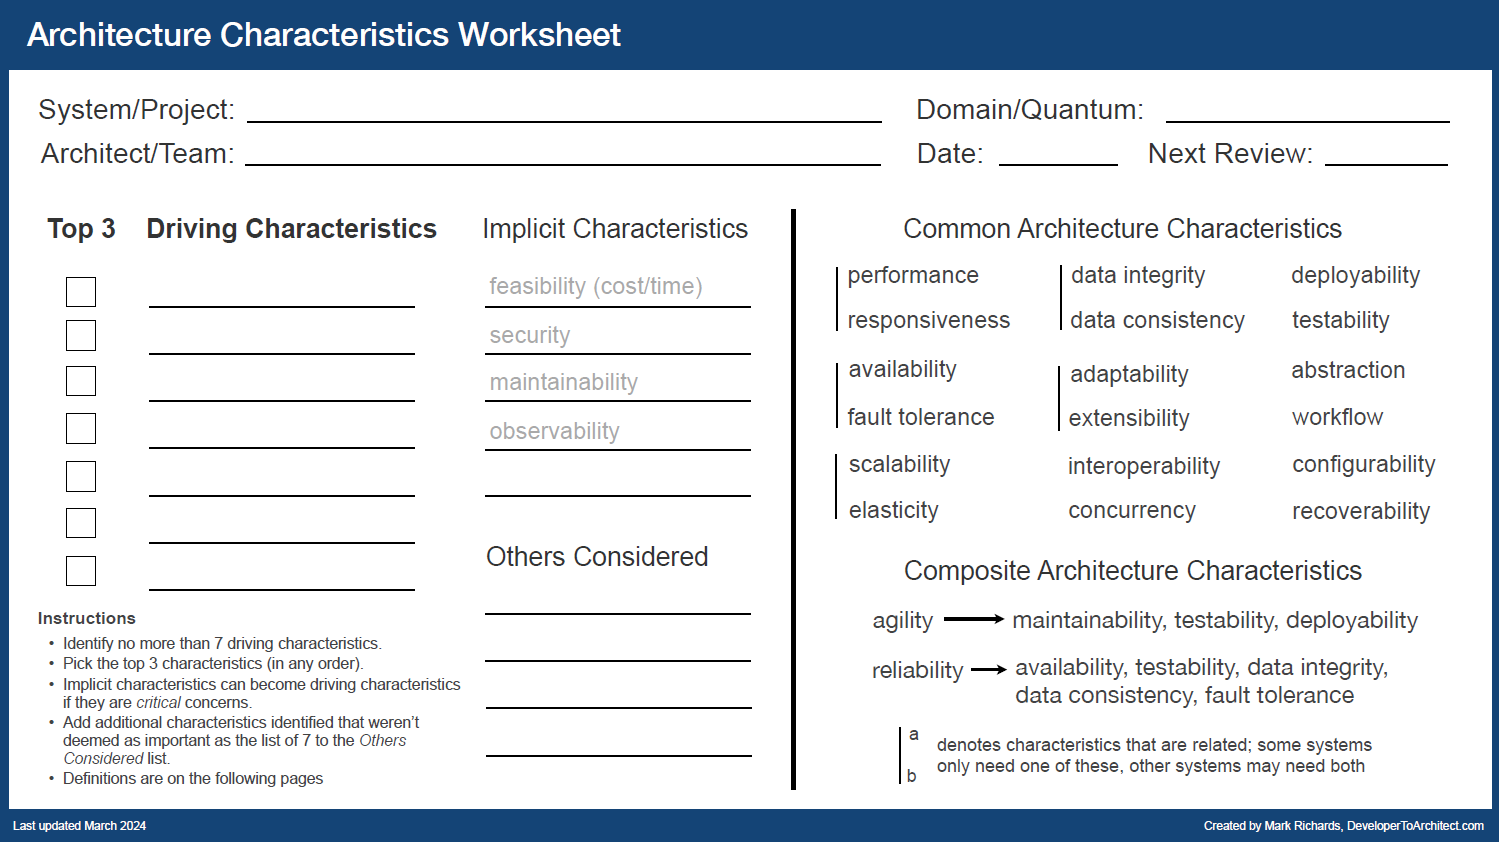 Architecture Characteristics Worksheet
System/Project:
Domain/Quantum:
Architect/Team:
Date:
Next Review:
Top 3
Driving Characteristics
Implicit Characteristics
feasibility (cost/time)
security
maintainability
observability
Others Considered
Instructions
• Identify no more than 7 driving characteristics.
• Pick the top 3 characteristics (in any order).
• Implicit characteristics can become driving characteristics
if they are critical concerns.
• Add additional characteristics identified that weren't
deemed as important as the list of 7 to the Others
Considered list.
• Definitions are on the following pages
Common Architecture Characteristics
performance
responsiveness
availability
fault tolerance
scalability
elasticity
data integrity
data consistency
adaptability
extensibility
interoperability
concurrency
deployability
testability
abstraction
workflow
configurability
recoverability
Composite Architecture Characteristics
agility
maintainability, testability, deployability
reliability
availability, testability, data integrity,
data consistency, fault tolerance
a
b
denotes characteristics that are related; some systems
only need one of these, other systems may need both
Last updated March 2024
Created by Mark Richards, DeveloperToArchitect.com